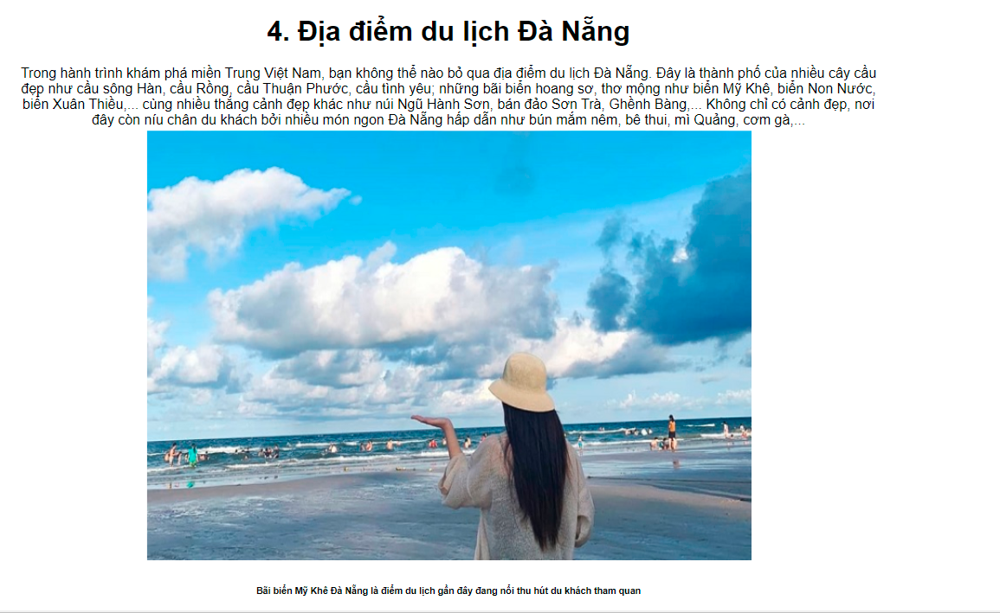 4. Địa điểm du lịch Đà Nẵng
Trong hành trình khám phá miền Trung Việt Nam, bạn không thể nào bỏ qua địa điểm du lịch Đà Nẵng. Đây là thành phố của nhiều cây cầu
đẹp như cầu sông Hàn, cầu Rồng, cầu Thuận Phước, cầu tình yêu; những bãi biển hoang sơ, thơ mộng như biển Mỹ Khê, biển Non Nước,
biển Xuân Thiều,... cùng nhiều thắng cảnh đẹp khác như núi Ngũ Hành Sơn, bán đảo Sơn Trà, Ghềnh Bàng,... Không chỉ có cảnh đẹp, nơi
đây còn níu chân du khách bởi nhiều món ngon Đà Nẵng hấp dẫn như bún mắm nêm, bê thui, mì Quảng, cơm gà,...
Bãi biển Mỹ Khê Đà Nẵng là điểm du lịch gần đây đang nổi thu hút du khách tham quan